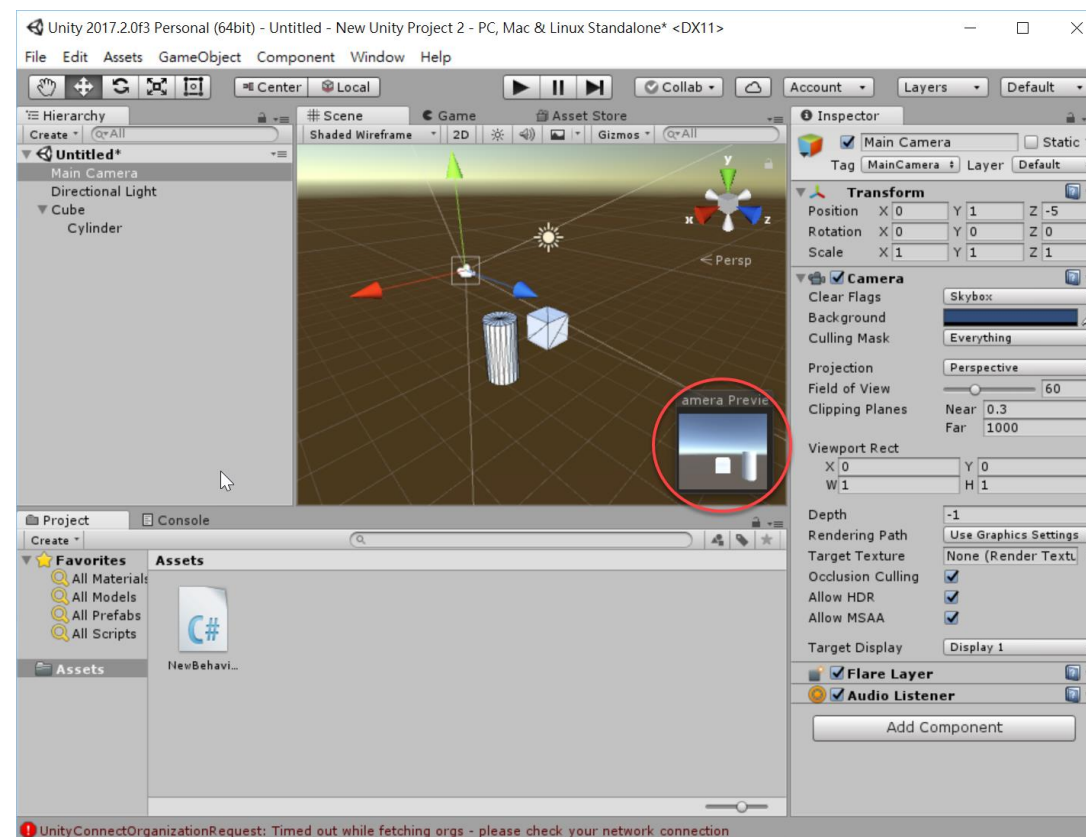 Unity 2017.2.0f3 Personal (64bit) - Untitled - New Unity Project 2 - PC, Mac & Linux Standalone* <DX11>
File Edit Assets GameObject Component Window Help
Center Local Collab Account Layers Default
Hierarchy
Create All
Untitled*
Main Camera
Directional Light
Cube
Cylinder
Scene Game Asset Store
Shaded Wireframe 2D Gizmos All
y
x z
Persp
amera Previe
Inspector
Main Camera Static
Tag MainCamera Layer Default
Transform
Position X 0 Y 1 Z -5
Rotation X 0 Y 0 Z 0
Scale X 1 Y 1 Z 1
Camera
Clear Flags Skybox
Background
Culling Mask Everything
Projection Perspective
Field of View 60
Clipping Planes Near 0.3
Far 1000
Viewport Rect
X 0 Y 0
W 1 H 1
Depth -1
Rendering Path Use Graphics Settings
Target Texture None (Render Textu
Occlusion Culling
Allow HDR
Allow MSAA
Target Display Display 1
Flare Layer
Audio Listener
Add Component
Project Console
Create
Favorites
All Materials
All Models
All Prefabs
All Scripts
Assets
Assets
C#
NewBehavi...
UnityConnectOrganizationRequest: Timed out while fetching orgs - please check your network connection